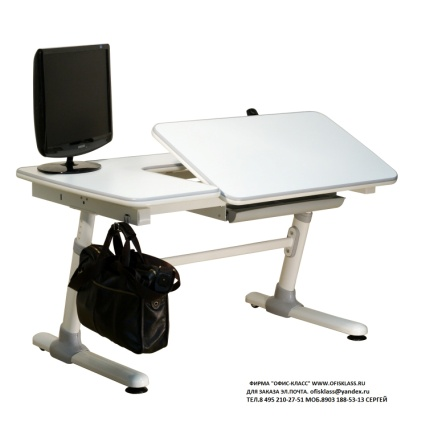 ФИРМА "ОФИС-КЛАСС" WWW.OFISKLASS.RU
ДЛЯ ЗАКАЗА ЭЛ.ПОЧТА. ofisklass@yandex.ru
ТЕЛ.8 495 210-27-51 МОБ.8903 188-53-13 СЕРГЕЙ